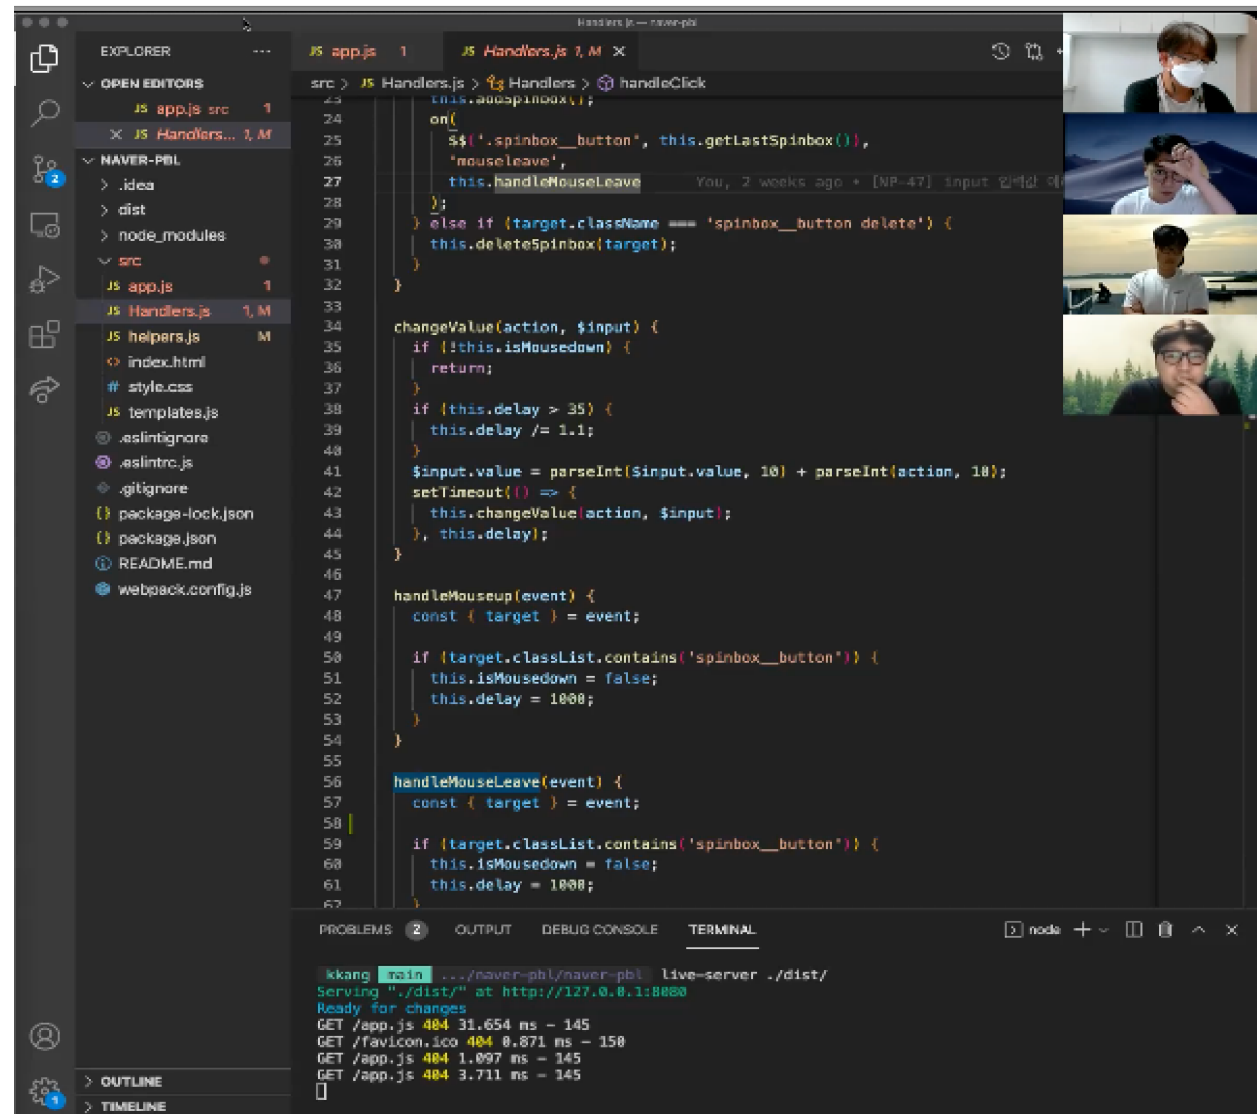 Handlers.js — naver-pbl
EXPLORER
OPEN EDITORS
JS app.js src 1
JS Handlers... 1, M
NAVER-PBL
.idea
dist
node_modules
src
JS app.js 1
JS Handlers.js 1, M
JS helpers.js M
index.html
# style.css
JS templates.js
.eslintignore
.eslintrc.js
.gitignore
{} package-lock.json
{} package.json
README.md
webpack.config.js
OUTLINE
TIMELINE
2
1
JS app.js 1
JS Handlers.js 1, M
src > JS Handlers.js > Handlers > handleClick
23 this.addSpinbox();
24 on(
25 $$('.spinbox__button', this.getLastSpinbox()),
26 'mouseleave',
27 this.handleMouseLeave You, 2 weeks ago • [NP-47] input 입력값
28 );
29 } else if (target.className === 'spinbox__button delete') {
30 this.deleteSpinbox(target);
31 }
32 }
33
34 changeValue(action, $input) {
35 if (!this.isMousedown) {
36 return;
37 }
38 if (this.delay > 35) {
39 this.delay /= 1.1;
40 }
41 $input.value = parseInt($input.value, 10) + parseInt(action, 10);
42 setTimeout(() => {
43 this.changeValue(action, $input);
44 }, this.delay);
45 }
46
47 handleMouseup(event) {
48 const { target } = event;
49
50 if (target.classList.contains('spinbox__button')) {
51 this.isMousedown = false;
52 this.delay = 1000;
53 }
54 }
55
56 handleMouseLeave(event) {
57 const { target } = event;
58
59 if (target.classList.contains('spinbox__button')) {
60 this.isMousedown = false;
61 this.delay = 1000;
62 }
PROBLEMS 2 OUTPUT DEBUG CONSOLE TERMINAL
node
kkang main .../naver-pbl/naver-pbl live-server ./dist/
Serving "./dist/" at http://127.0.0.1:8080
Ready for changes
GET /app.js 404 31.654 ms - 145
GET /favicon.ico 404 0.871 ms - 150
GET /app.js 404 1.097 ms - 145
GET /app.js 404 3.711 ms - 145